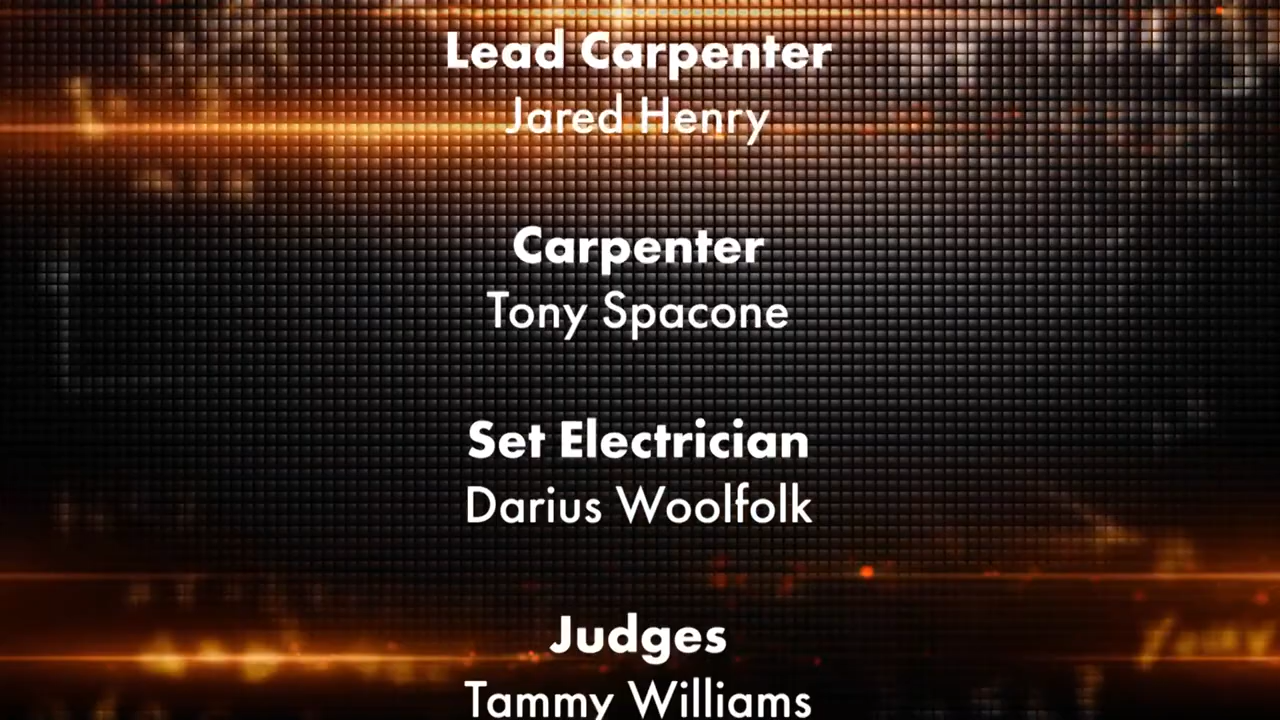 Lead Carpenter
Jared Henry
Carpenter
Tony Spacone
Set Electrician
Darius Woolfolk
Judges
Tammy Williams